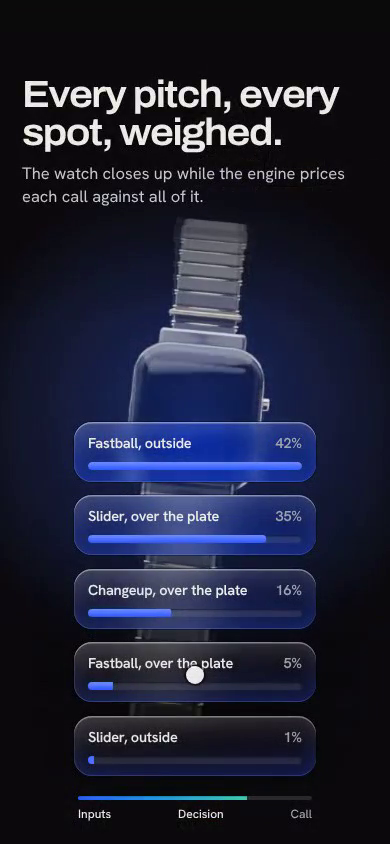 Every pitch, every
spot, weighed.
The watch closes up while the engine prices
each call against all of it.
Fastball, outside 42%
Slider, over the plate 35%
Changeup, over the plate 16%
Fastball, over the plate 5%
Slider, outside 1%
Inputs Decision Call